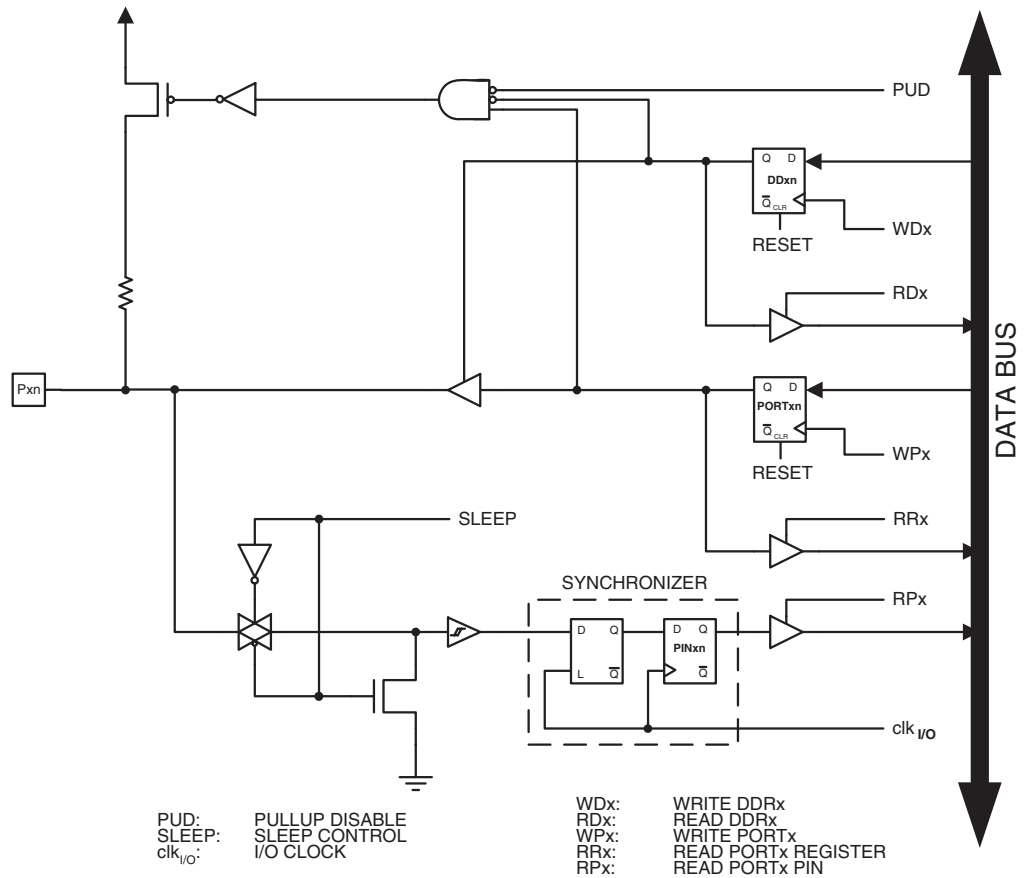 PUD
Q D
DDxn
Q CLR
WDx
RESET
RDx
DATA BUS
Pxn
Q D
PORTxn
Q CLR
WPx
RESET
SLEEP
RRx
SYNCHRONIZER
RPx
D Q
L Q
D Q
PINxn
Q
clk I/O
PUD: PULLUP DISABLE
SLEEP: SLEEP CONTROL
clkI/O: I/O CLOCK
WDx: WRITE DDRx
RDx: READ DDRx
WPx: WRITE PORTx
RRx: READ PORTx REGISTER
RPx: READ PORTx PIN